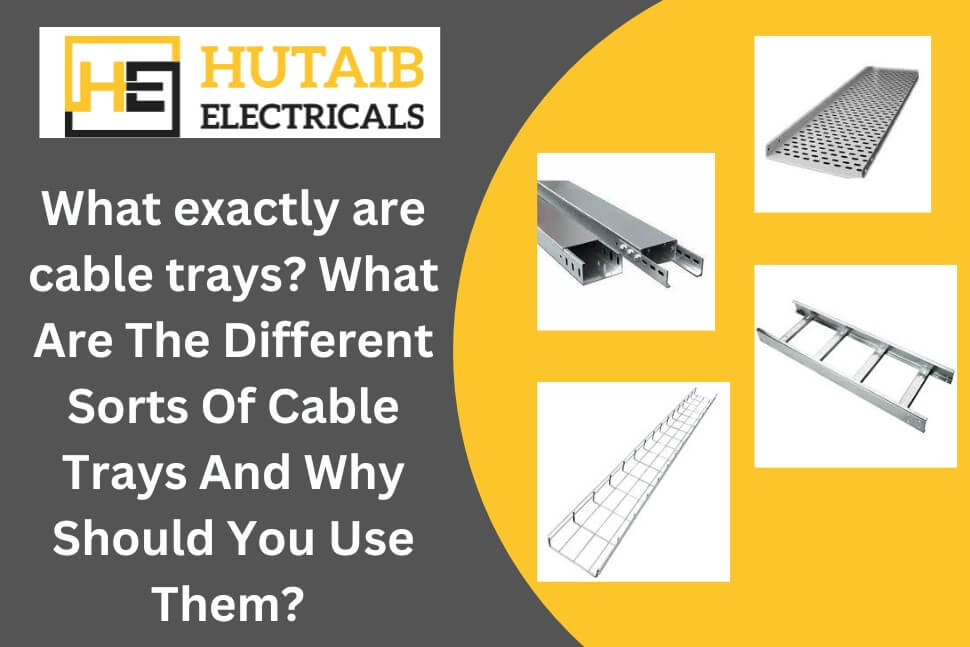 HE
HUTAIB
ELECTRICALS
What exactly are
cable trays? What
Are The Different
Sorts Of Cable
Trays And Why
Should You Use
Them?